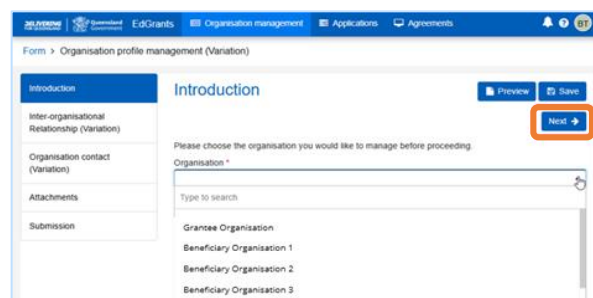 DELIVERING
FOR QUEENSLAND
Queensland
Government
EdGrants
Organisation management
Applications
Agreements
BT
Form > Organisation profile management (Variation)
Introduction
Inter-organisational
Relationship (Variation)
Organisation contact
(Variation)
Attachments
Submission
Introduction
Preview
Save
Next →
Please choose the organisation you would like to manage before proceeding.
Organisation *
Type to search
Grantee Organisation
Beneficiary Organisation 1
Beneficiary Organisation 2
Beneficiary Organisation 3